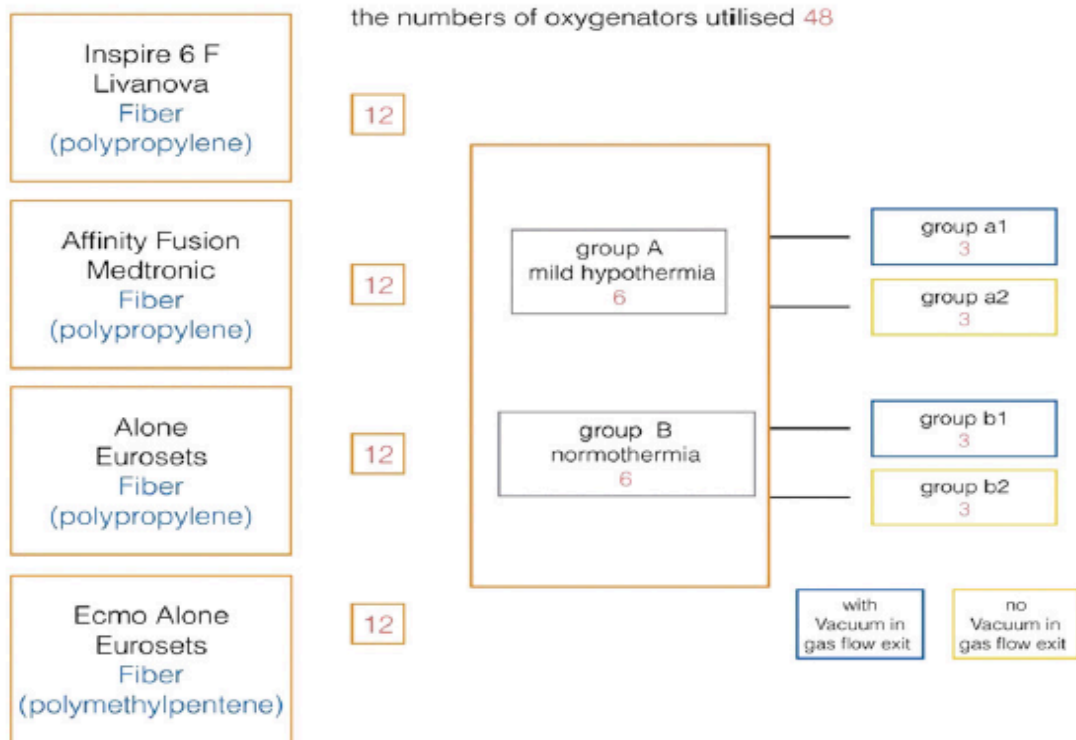 the numbers of oxygenators utilised 48
Inspire 6 F
Livanova
Fiber
(polypropylene)
12
Affinity Fusion
Medtronic
Fiber
(polypropylene)
12
Alone
Eurosets
Fiber
(polypropylene)
12
Ecmo Alone
Eurosets
Fiber
(polymethylpentene)
12
group A
mild hypothermia
6
group B
normothermia
6
group a1
3
group a2
3
group b1
3
group b2
3
with
Vacuum in
gas flow exit
no
Vacuum in
gas flow exit